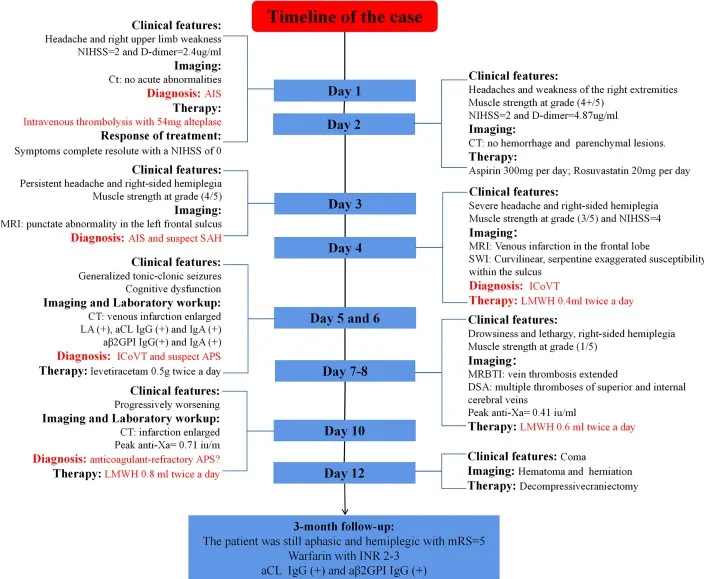 Timeline of the case
Clinical features:
Headache and right upper limb weakness
NIHSS=2 and D-dimer=2.4ug/ml
Imaging:
Ct: no acute abnormalities
Diagnosis: AIS
Therapy:
Intravenous thrombolysis with 54mg alteplase
Response of treatment:
Symptoms complete resolute with a NIHSS of 0
Day 1
Day 2
Clinical features:
Headaches and weakness of the right extremities
Muscle strength at grade (4+/5)
NIHSS=2 and D-dimer=4.87ug/ml
Imaging:
CT: no hemorrhage and parenchymal lesions.
Therapy:
Aspirin 300mg per day; Rosuvastatin 20mg per day
Clinical features:
Persistent headache and right-sided hemiplegia
Muscle strength at grade (4/5)
Imaging:
MRI: punctate abnormality in the left frontal sulcus
Diagnosis: AIS and suspect SAH
Day 3
Day 4
Clinical features:
Severe headache and right-sided hemiplegia
Muscle strength at grade (3/5) and NIHSS=4
Imaging:
MRI: Venous infarction in the frontal lobe
SWI: Curvilinear, serpentine exaggerated susceptibility
within the sulcus
Diagnosis: ICoVT
Therapy: LMWH 0.4ml twice a day
Clinical features:
Generalized tonic-clonic seizures
Cognitive dysfunction
Imaging and Laboratory workup:
CT: venous infarction enlarged
LA (+), aCL IgG (+) and IgA (+)
aβ2GPI IgG(+) and IgA (+)
Diagnosis: ICoVT and suspect APS
Therapy: levetiracetam 0.5g twice a day
Day 5 and 6
Day 7-8
Clinical features:
Drowsiness and lethargy, right-sided hemiplegia
Muscle strength at grade (1/5)
Imaging:
MRBTI: vein thrombosis extended
DSA: multiple thromboses of superior and internal
cerebral veins
Peak anti-Xa= 0.41 iu/ml
Therapy: LMWH 0.6 ml twice a day
Clinical features:
Progressively worsening
Imaging and Laboratory workup:
CT: infarction enlarged
Peak anti-Xa= 0.71 iu/m
Diagnosis: anticoagulant-refractory APS?
Therapy: LMWH 0.8 ml twice a day
Day 10
Day 12
Clinical features: Coma
Imaging: Hematoma and herniation
Therapy: Decompressivecraniectomy
3-month follow-up:
The patient was still aphasic and hemiplegic with mRS=5
Warfarin with INR 2-3
aCL IgG (+) and aβ2GPI IgG (+)